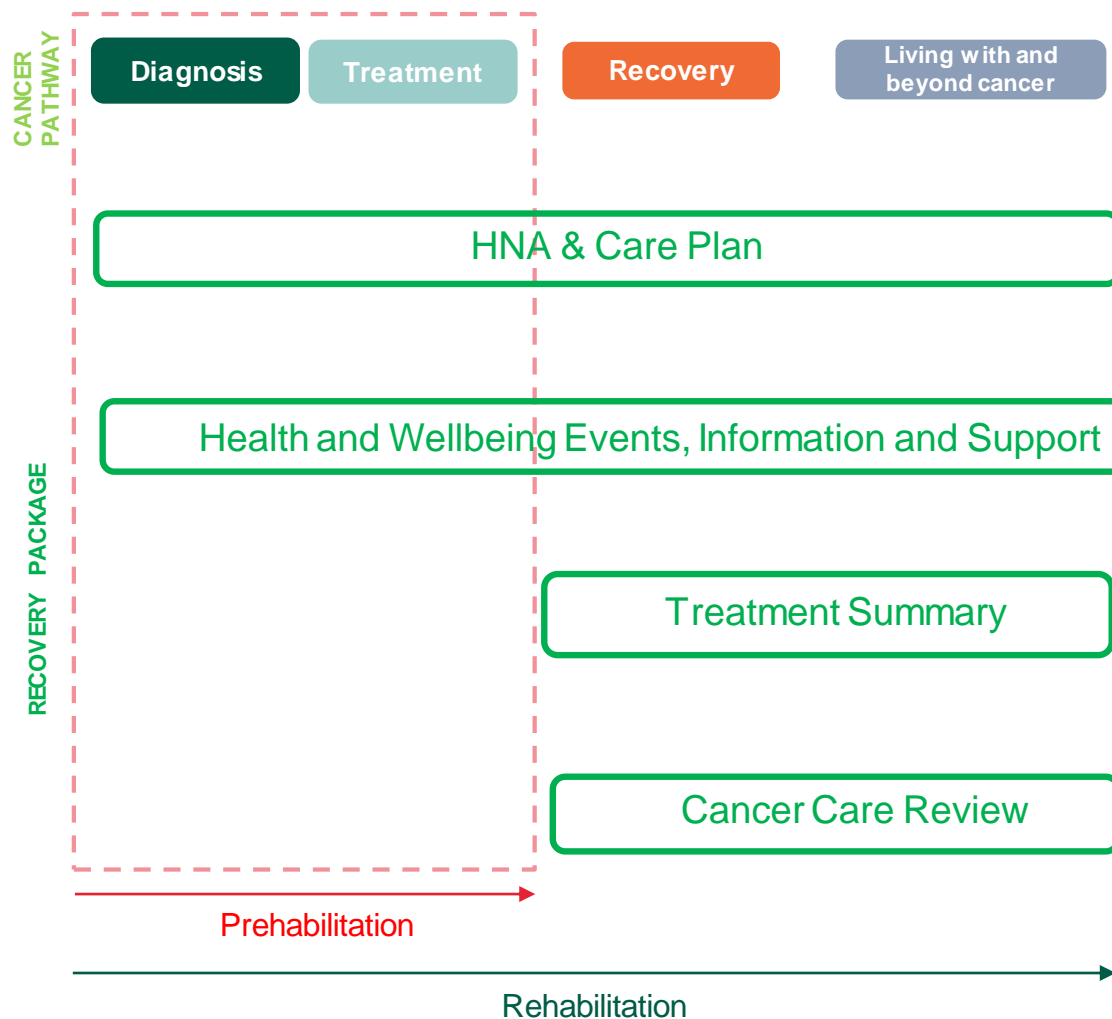 CANCER
PATHWAY
Diagnosis
Treatment
Recovery
Living with and
beyond cancer
HNA & Care Plan
Health and Wellbeing Events, Information and Support
RECOVERY PACKAGE
Treatment Summary
Cancer Care Review
Prehabilitation
Rehabilitation